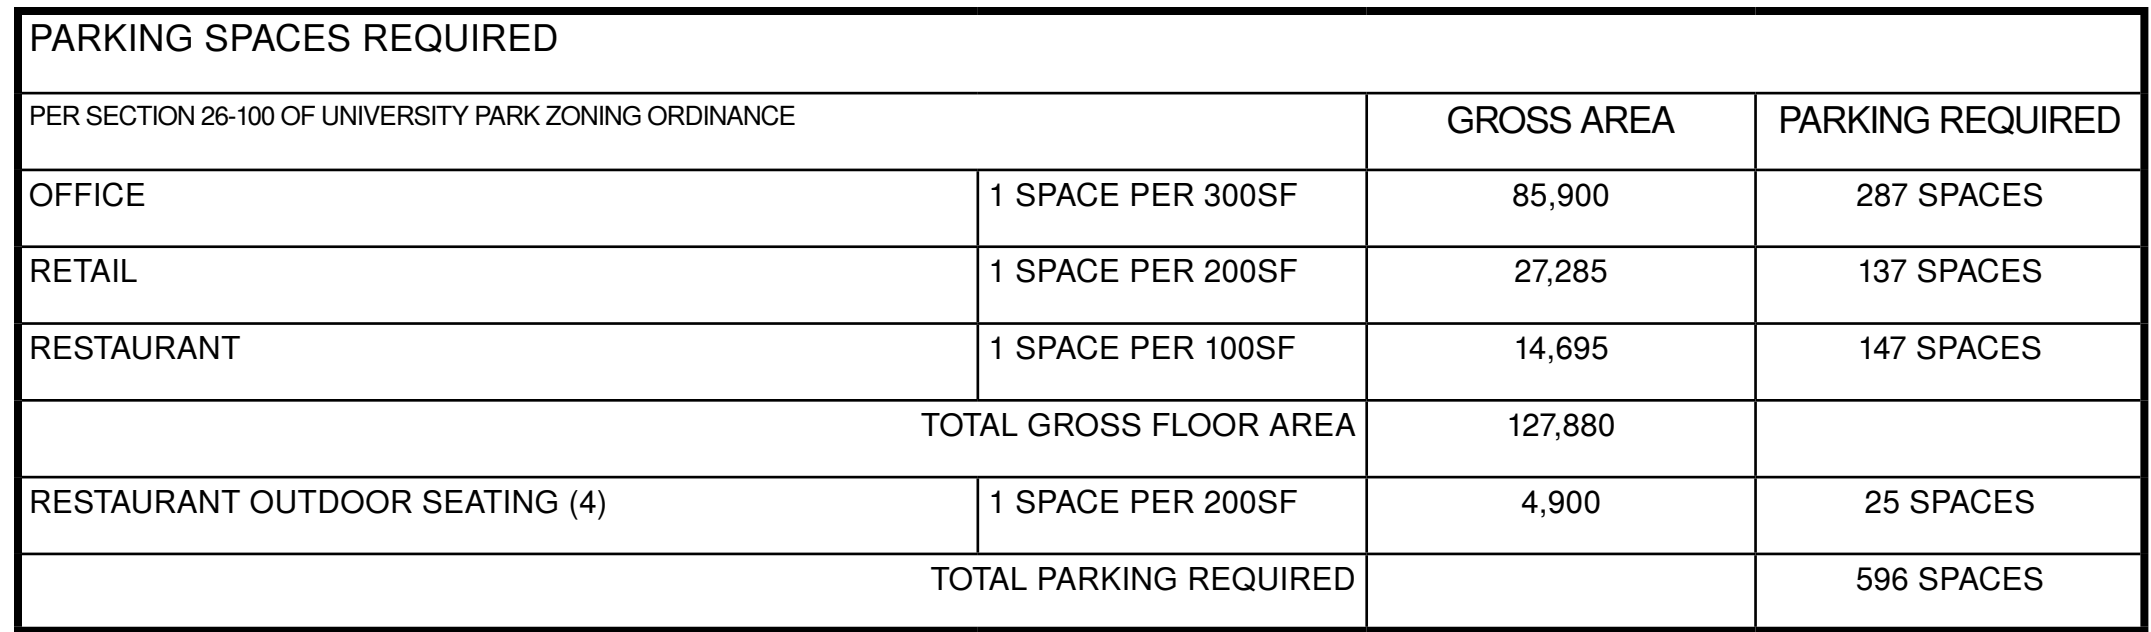 PARKING SPACES REQUIRED
PER SECTION 26-100 OF UNIVERSITY PARK ZONING ORDINANCE GROSS AREA PARKING REQUIRED
OFFICE 1 SPACE PER 300SF 85,900 287 SPACES
RETAIL 1 SPACE PER 200SF 27,285 137 SPACES
RESTAURANT 1 SPACE PER 100SF 14,695 147 SPACES
TOTAL GROSS FLOOR AREA 127,880
RESTAURANT OUTDOOR SEATING (4) 1 SPACE PER 200SF 4,900 25 SPACES
TOTAL PARKING REQUIRED 596 SPACES